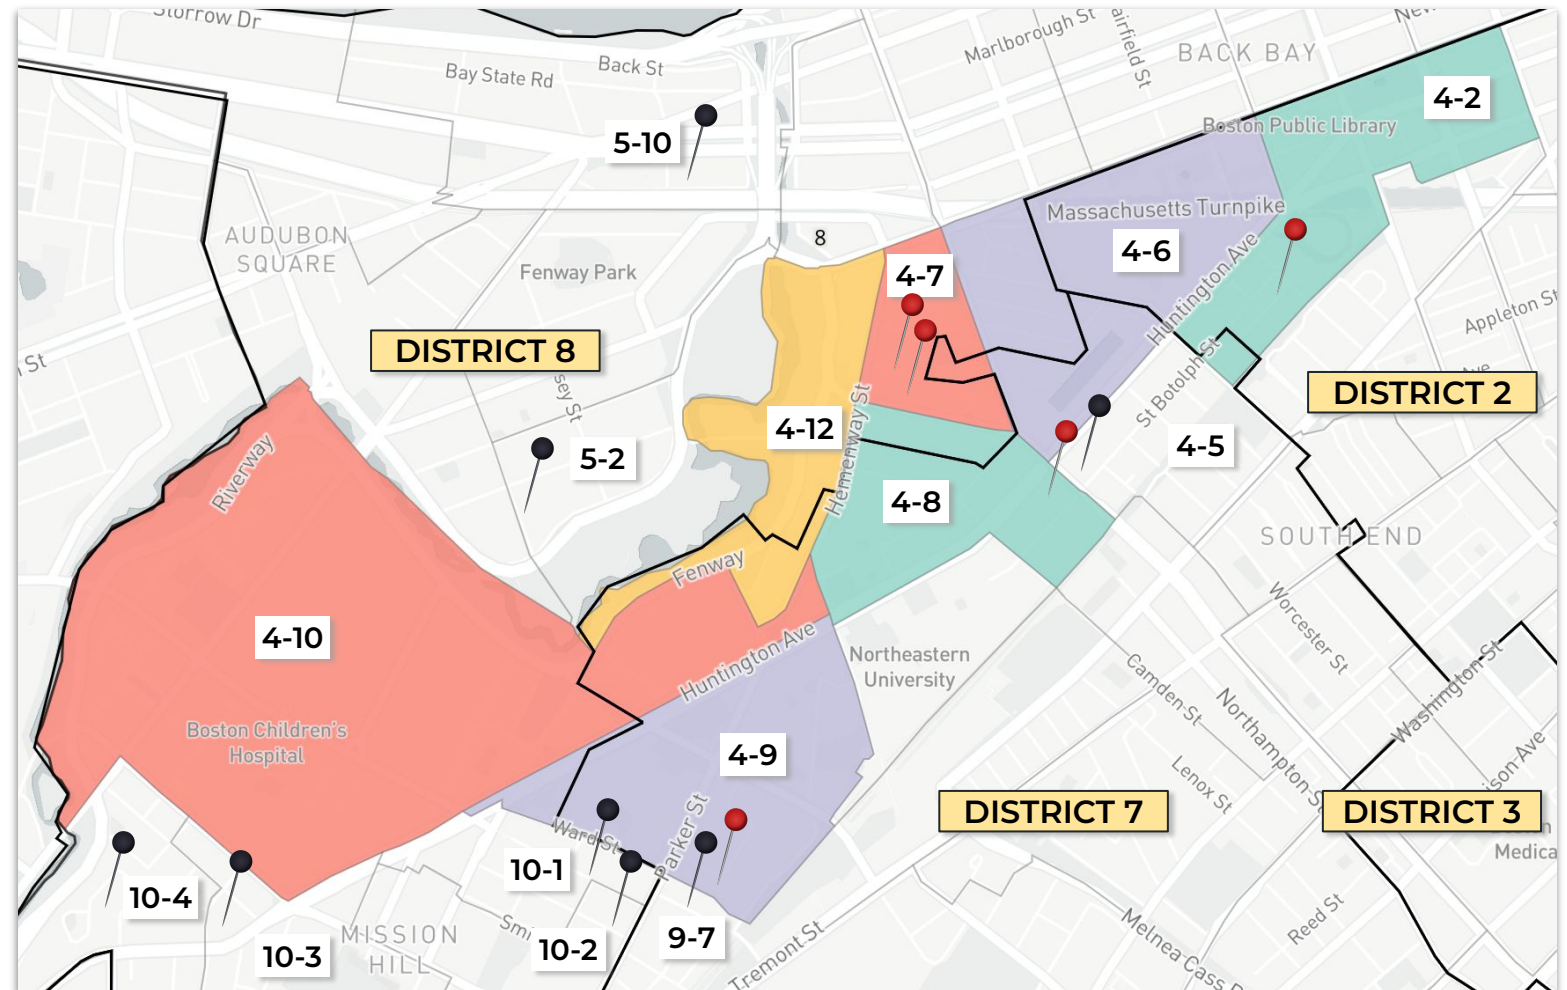 Storrow Dr
Back St
Bay State Rd
Marlborough St
BACK BAY
4-2
5-10
Boston Public Library
AUDUBON
SQUARE
8
Massachusetts Turnpike
4-6
Fenway Park
4-7
Huntington Ave
Appleton St
DISTRICT 8
St Botolph St
DISTRICT 2
Hemenway St
4-12
4-5
5-2
Riverway
4-8
SOUTH END
Fenway
Worcester St
4-10
Huntington Ave
Northeastern
University
Camden St
Washington St
Northampton St
Boston Children's
Hospital
4-9
Lenox St
DISTRICT 7
DISTRICT 3
Parker St
Ward St
Medica
10-1
10-4
Reed St
MISSION
HILL
10-3
10-2
9-7
Tremont St
Melnea Cass